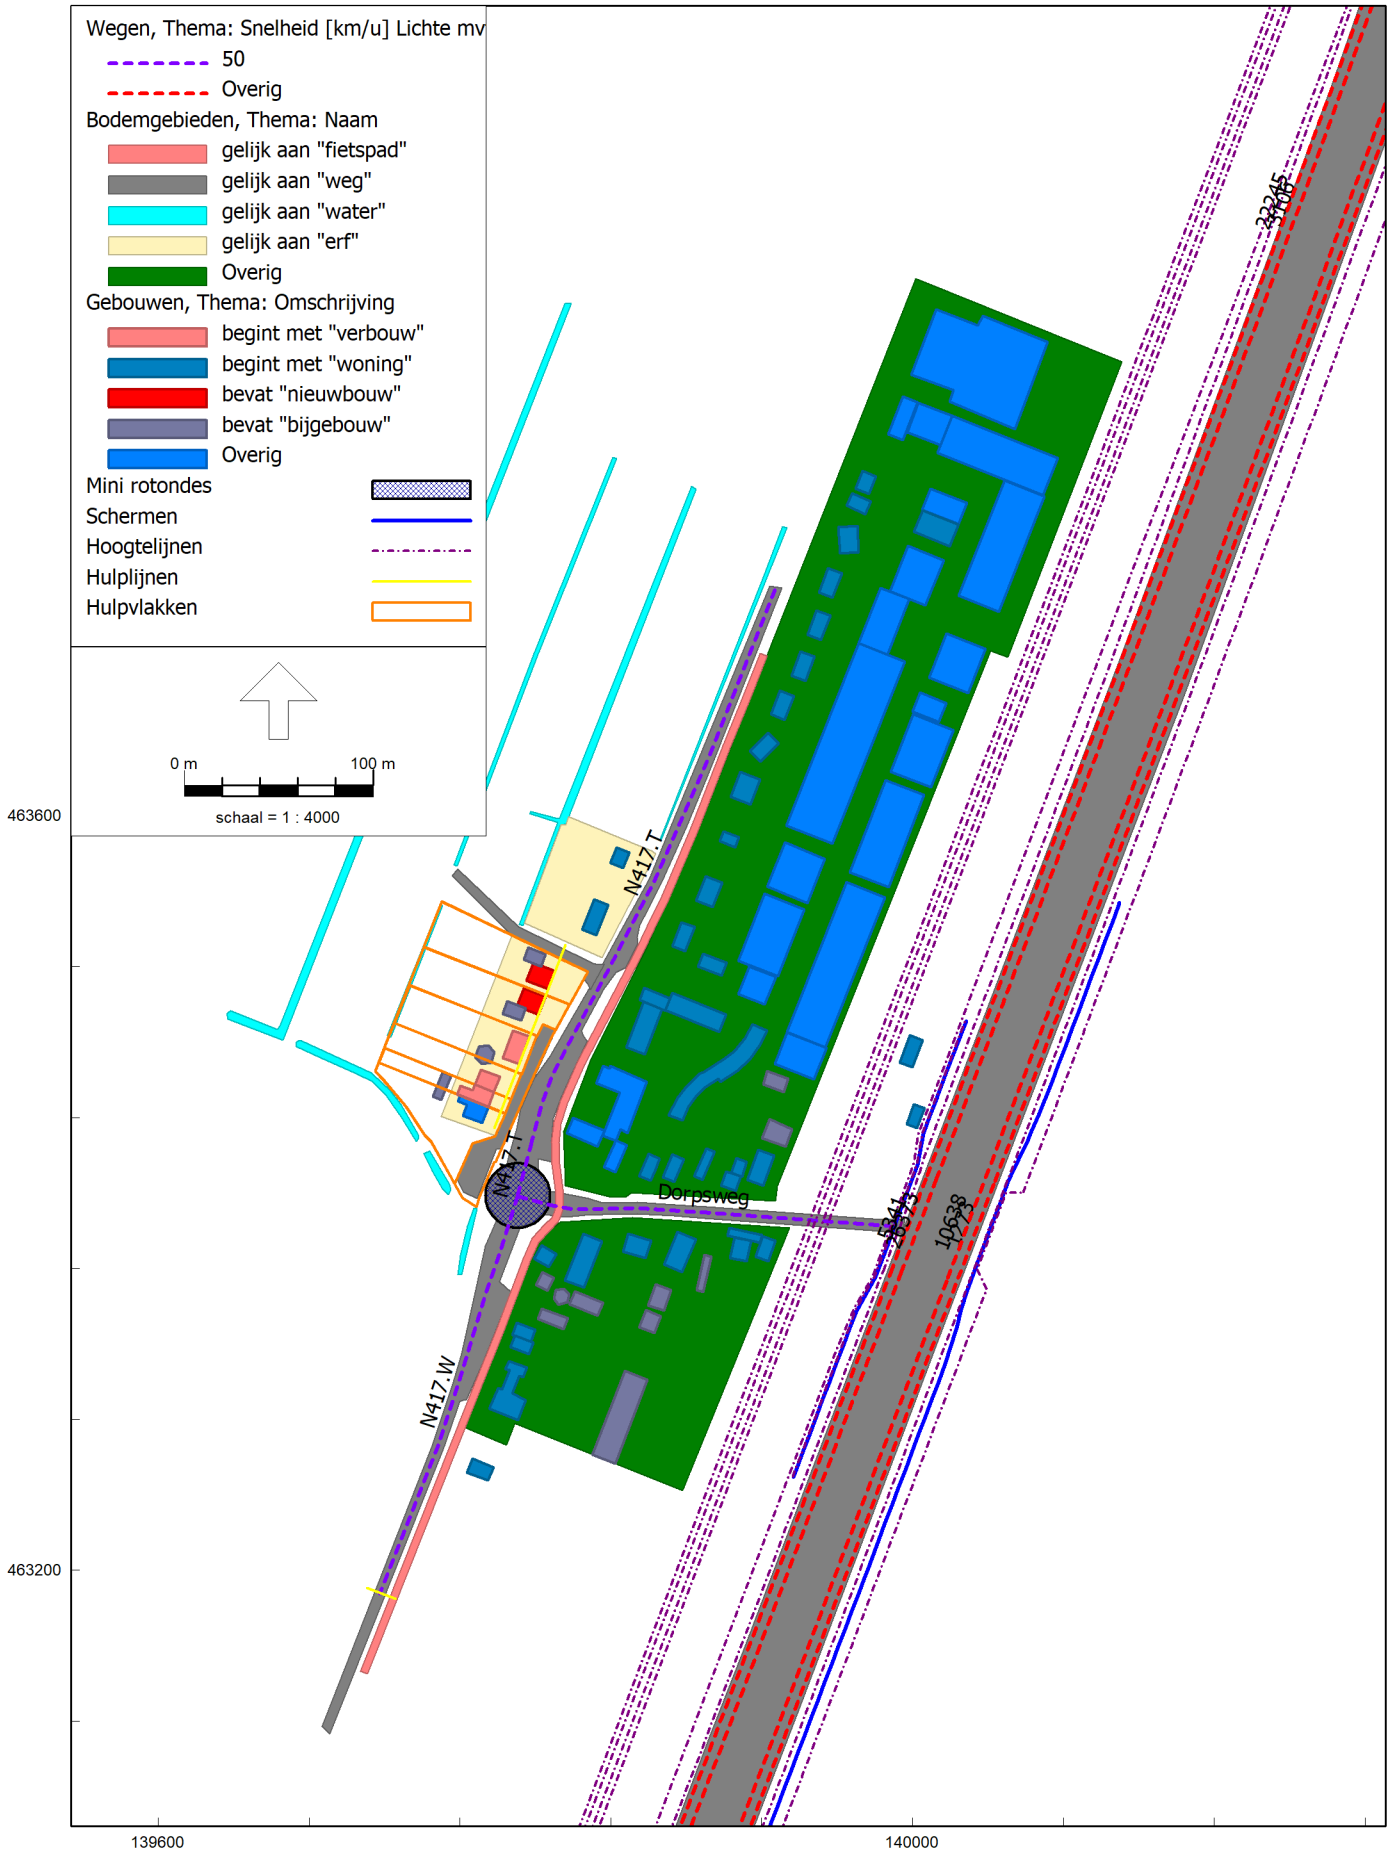 Wegen, Thema: Snelheid [km/u] Lichte mv
50
Overig
Bodemgebieden, Thema: Naam
gelijk aan "fietspad"
gelijk aan "weg"
gelijk aan "water"
gelijk aan "erf"
Overig
Gebouwen, Thema: Omschrijving
begint met "verbouw"
begint met "woning"
bevat "nieuwbouw"
bevat "bijgebouw"
Overig
Mini rotondes
Schermen
Hoogtelijnen
Hulplijnen
Hulpvlakken
0 m 100 m
schaal = 1 : 4000
463600
N417.T
N417.T
Dorpsweg
5341
10638
N417.W
463200
139600 140000